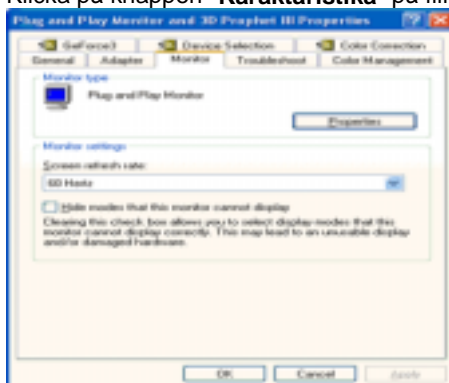 Klicka på knappen "Karakturistika" på fli
Plug and Play Monitor and 3D Prophet III Properties
GeForce3 Device Selection Color Correction
General Adapter Monitor Troubleshoot Color Management
Monitor type
Plug and Play Monitor
Properties
Monitor settings
Screen refresh rate:
60 Hertz
Hide modes that this monitor cannot display
Clearing this check box allows you to select display modes that this
monitor cannot display correctly. This may lead to an unusable display
and/or damaged hardware.
OK Cancel Apply